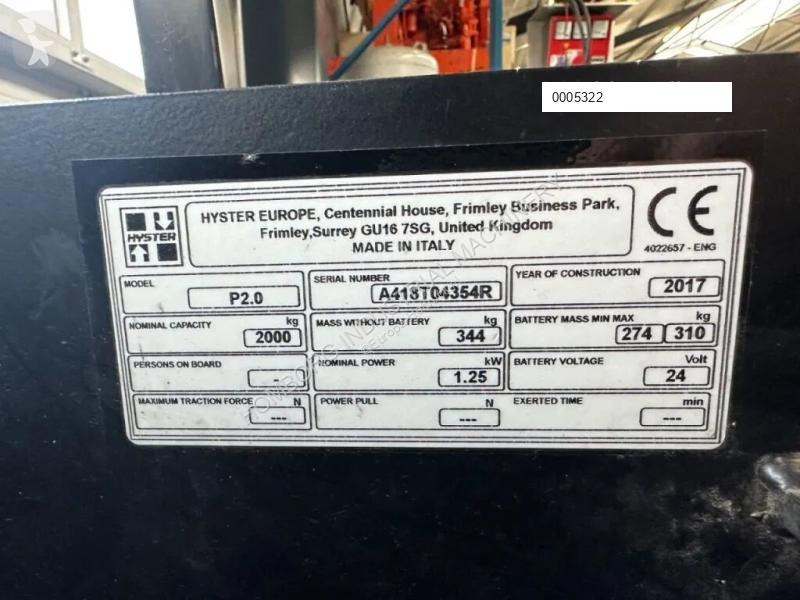 0005322
HYSTER
HYSTER EUROPE, Centennial House, Frimley Business Park,
Frimley,Surrey GU16 7SG, United Kingdom
MADE IN ITALY
CE
4022657 - ENG
MODEL P2.0
SERIAL NUMBER A418T04354R
YEAR OF CONSTRUCTION 2017
NOMINAL CAPACITY kg 2000
MASS WITHOUT BATTERY kg 344
BATTERY MASS MIN MAX kg 274 310
PERSONS ON BOARD -
NOMINAL POWER kW 1.25
BATTERY VOLTAGE Volt 24
MAXIMUM TRACTION FORCE N ---
POWER PULL N ---
EXERTED TIME min ---